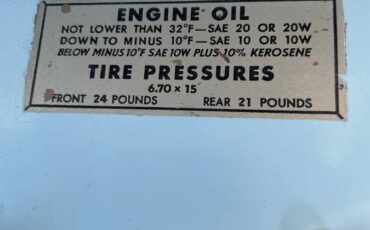 ENGINE OIL
NOT LOWER THAN 32°F—SAE 20 OR 20W
DOWN TO MINUS 10°F—SAE 10 OR 10W
BELOW MINUS 10°F SAE 10W PLUS 10% KEROSENE
TIRE PRESSURES
6.70 × 15
FRONT 24 POUNDS REAR 21 POUNDS